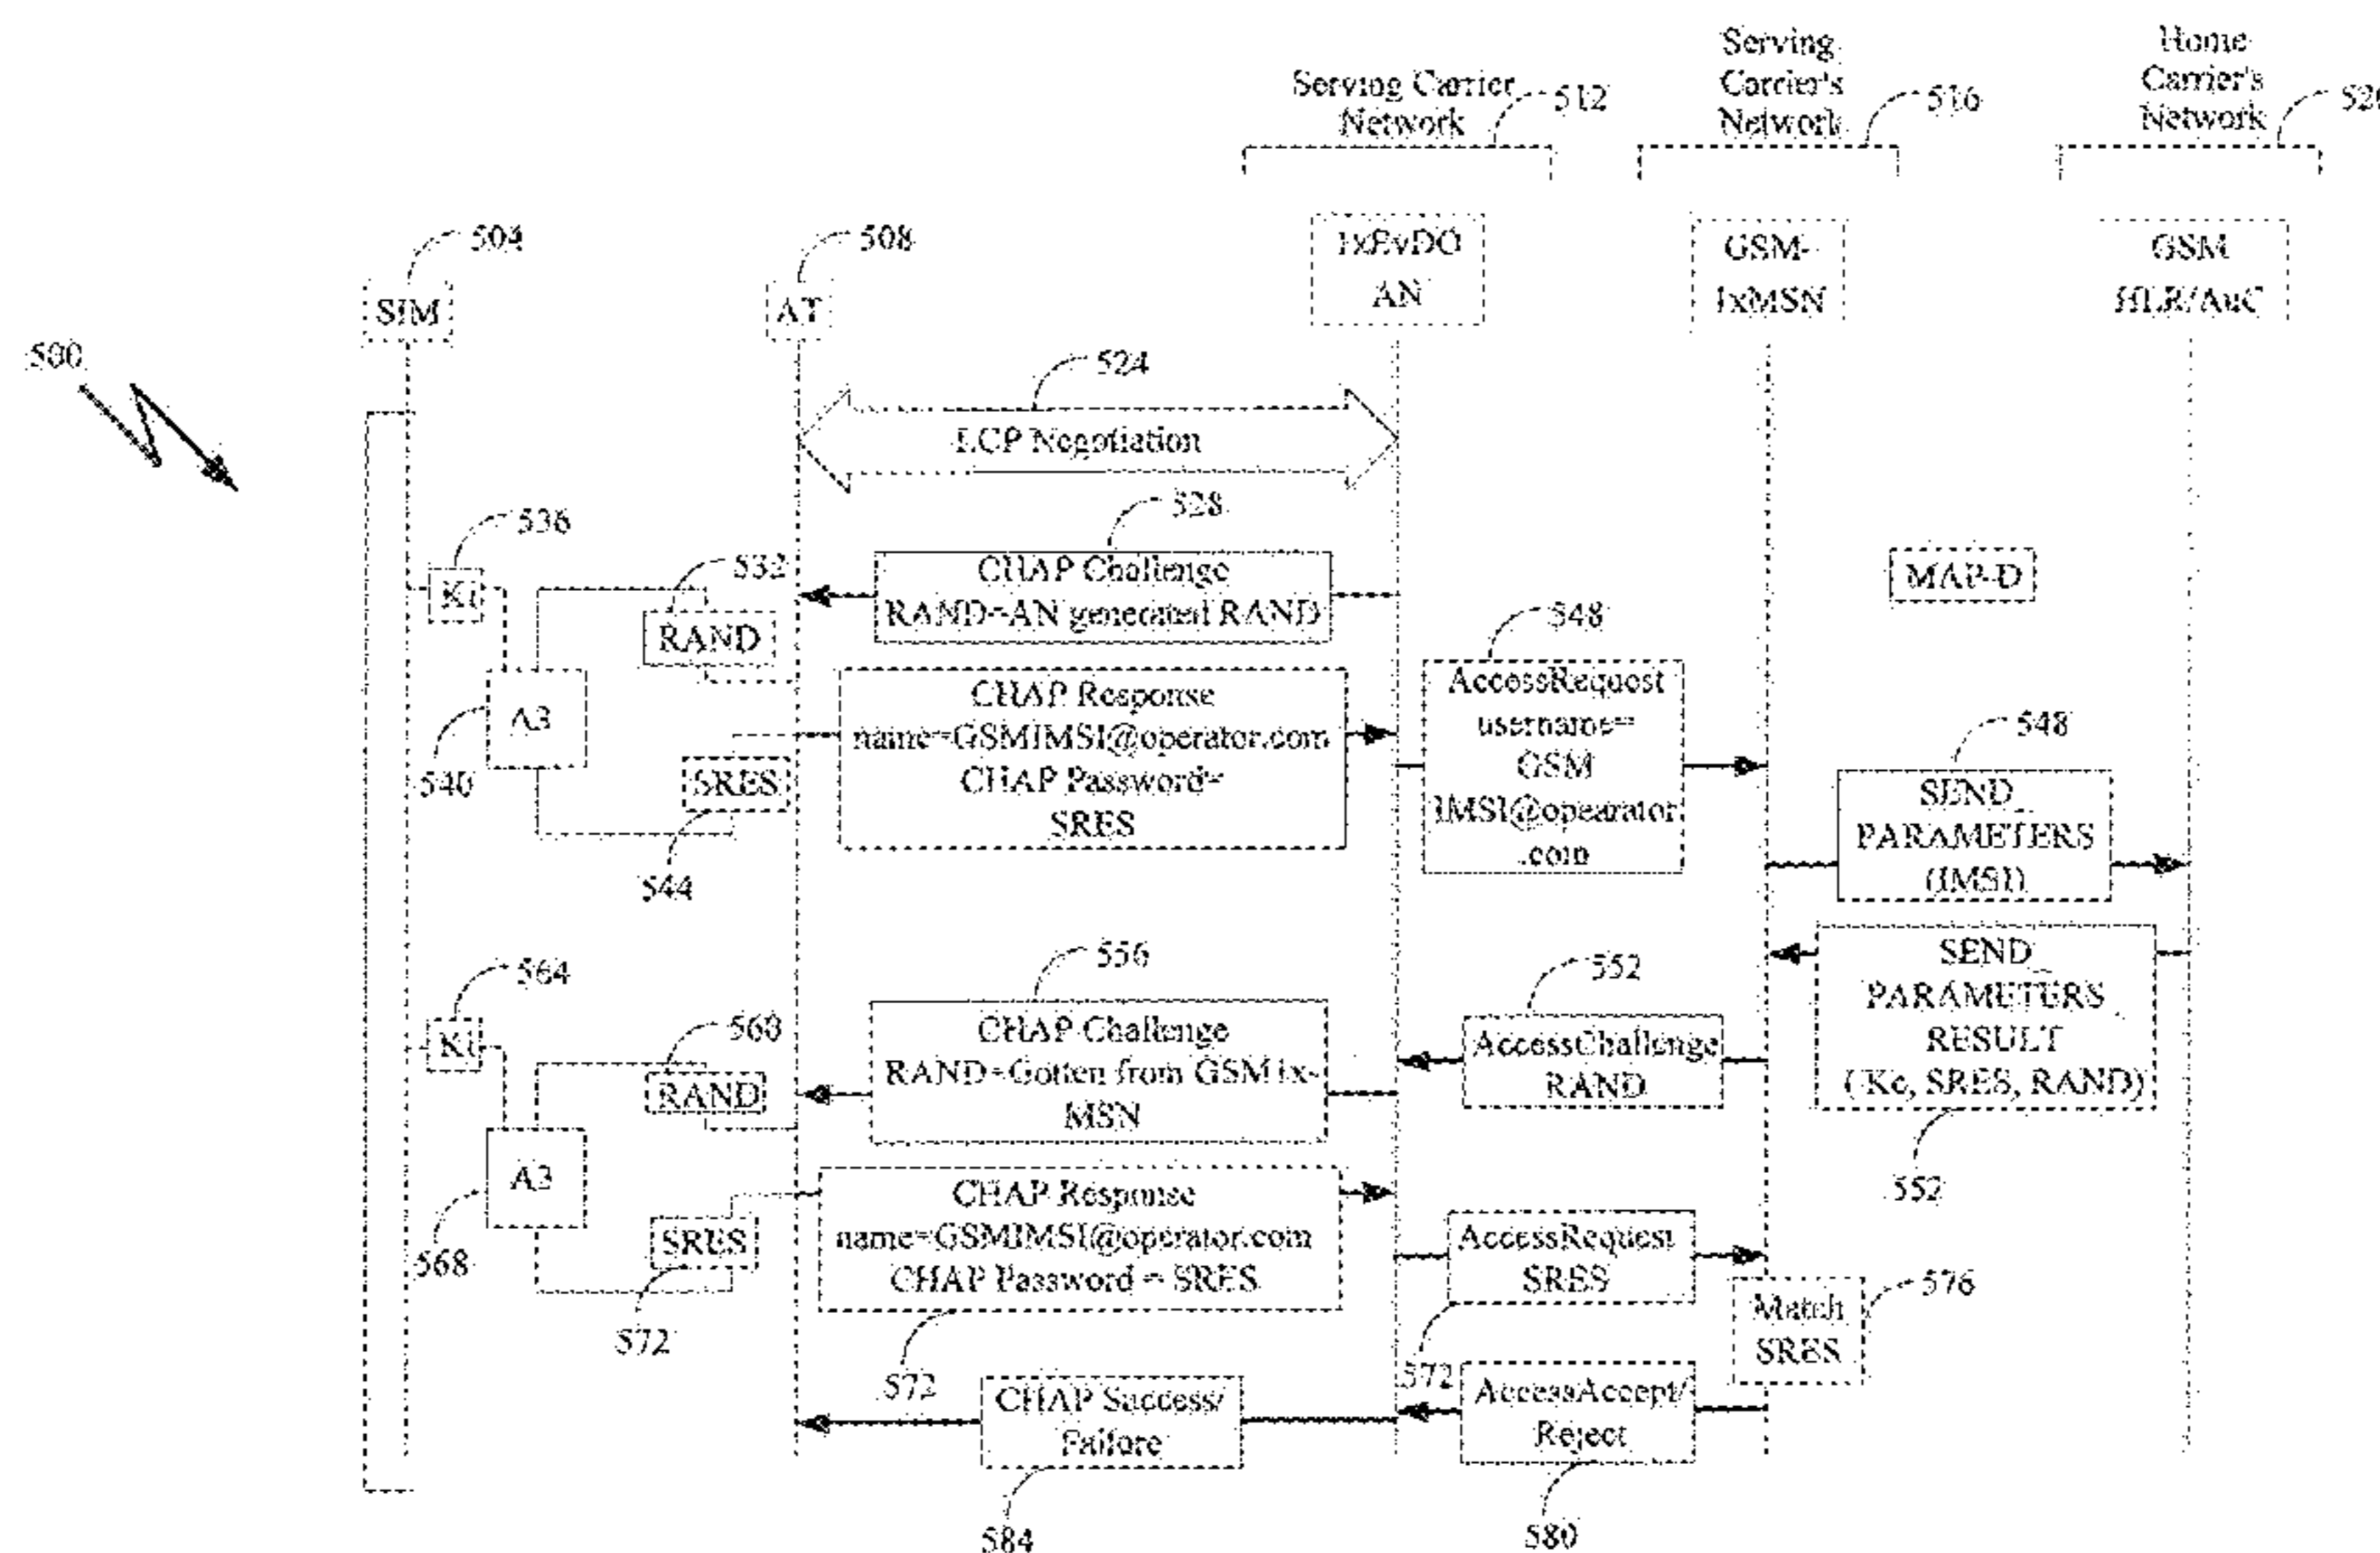 Serving Carrier
Network
512
Serving
Carrier's
Network
516
Home
Carrier's
Network
504
SIM
508
AT
1xEvDO
AN
GSM-
1xMSN
GSM
HLR/AuC
500
524
LCP Negotiation
528
CHAP Challenge
RAND=AN generated RAND
536
Ki
532
RAND
MAP-D
A3
540
SRES
544
CHAP Response
name=GSMIMSI@operator.com
CHAP Password=
SRES
548
AccessRequest
username=
GSM
IMSI@opearator
.com
548
SEND_
PARAMETERS
(IMSI)
552
SEND_
PARAMETERS_
RESULT
( Kc, SRES, RAND)
552
AccessChallenge
RAND
556
CHAP Challenge
RAND=Gotten from GSM1x-
MSN
564
Ki
560
RAND
A3
568
SRES
572
CHAP Response
name=GSMIMSI@operator.com
CHAP Password = SRES
572
AccessRequest
SRES
572
Match
SRES
576
AccessAccept/
Reject
580
CHAP Success/
Failure
584